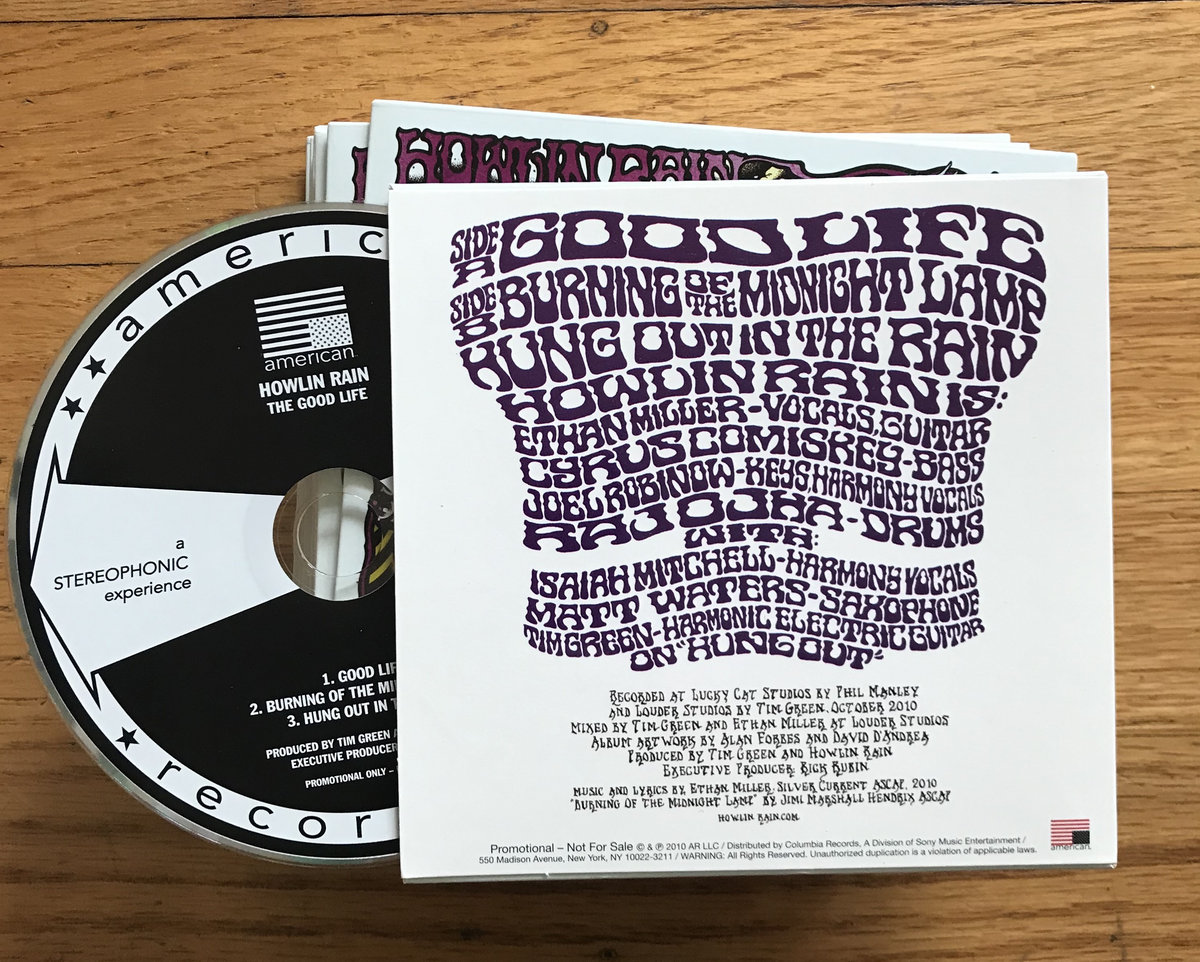 HOWLIN RAIN
american
american
HOWLIN RAIN
THE GOOD LIFE
a
STEREOPHONIC
experience
1. GOOD LIF
2. BURNING OF THE MI
3. HUNG OUT IN T
PRODUCED BY TIM GREEN A
EXECUTIVE PRODUCER
PROMOTIONAL ONLY –
recor
SIDE A GOOD LIFE
SIDE B BURNING OF THE MIDNIGHT LAMP
HUNG OUT IN THE RAIN
HOWLIN RAIN IS:
ETHAN MILLER-VOCALS, GUITAR
CYRUS COMISKEY-BASS
JOEL ROBINOW-KEYS, HARMONY VOCALS
RAJ OJHA-DRUMS
WITH:
ISAIAH MITCHELL-HARMONY VOCALS
MATT WATERS-SAXOPHONE
TIM GREEN-HARMONIC ELECTRIC GUITAR
ON "HUNG OUT"
RECORDED AT LUCKY CAT STUDIOS BY PHIL MANLEY
AND LOUDER STUDIOS BY TIM GREEN, OCTOBER 2010
MIXED BY TIM GREEN AND ETHAN MILLER AT LOUDER STUDIOS
ALBUM ARTWORK BY ALAN FORBES AND DAVID D'ANDREA
PRODUCED BY TIM GREEN AND HOWLIN RAIN
EXECUTIVE PRODUCER: RICK RUBIN
MUSIC AND LYRICS BY ETHAN MILLER, SILVER CURRENT ASCAP, 2010
"BURNING OF THE MIDNIGHT LAMP" BY JIMI MARSHALL HENDRIX ASCAP
HOWLIN RAIN.COM
Promotional – Not For Sale © & ℗ 2010 AR LLC / Distributed by Columbia Records, A Division of Sony Music Entertainment /
550 Madison Avenue, New York, NY 10022-3211 / WARNING: All Rights Reserved. Unauthorized duplication is a violation of applicable laws.
american